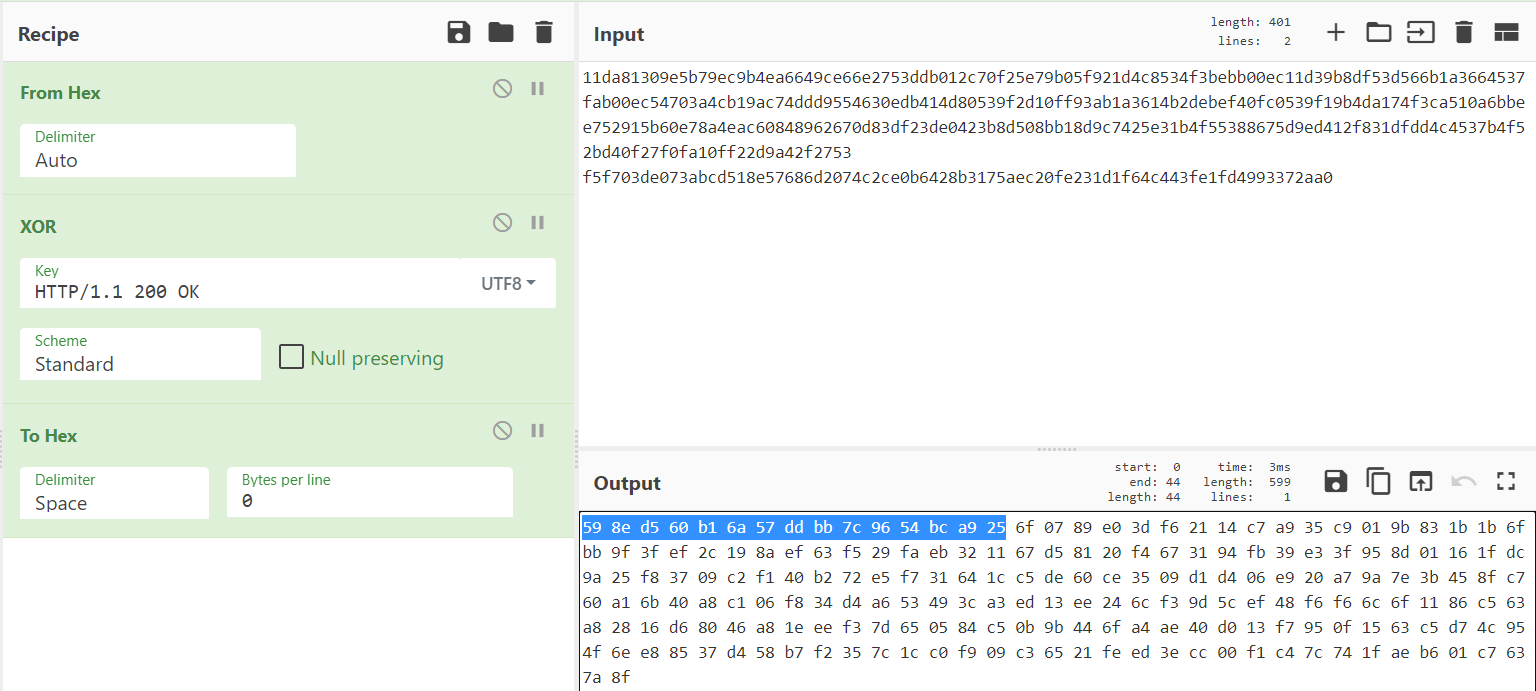 Recipe
From Hex
Delimiter
Auto
XOR
Key
HTTP/1.1 200 OK
UTF8
Scheme
Standard
Null preserving
To Hex
Delimiter
Space
Bytes per line
0
Input
length: 401
lines: 2
11da81309e5b79ec9b4ea6649ce66e2753ddb012c70f25e79b05f921d4c8534f3bebb00ec11d39b8df53d566b1a3664537
fab00ec54703a4cb19ac74ddd9554630edb414d80539f2d10ff93ab1a3614b2debef40fc0539f19b4da174f3ca510a6bbe
e752915b60e78a4eac60848962670d83df23de0423b8d508bb18d9c7425e31b4f55388675d9ed412f831dfdd4c4537b4f5
2bd40f27f0fa10ff22d9a42f2753
f5f703de073abcd518e57686d2074c2ce0b6428b3175aec20fe231d1f64c443fe1fd4993372aa0
Output
start: 0
end: 44
length: 44
time: 3ms
length: 599
lines: 1
59 8e d5 60 b1 6a 57 dd bb 7c 96 54 bc a9 25 6f 07 89 e0 3d f6 21 14 c7 a9 35 c9 01 9b 83 1b 1b 6f
bb 9f 3f ef 2c 19 8a ef 63 f5 29 fa eb 32 11 67 d5 81 20 f4 67 31 94 fb 39 e3 3f 95 8d 01 16 1f dc
9a 25 f8 37 09 c2 f1 40 b2 72 e5 f7 31 64 1c c5 de 60 ce 35 09 d1 d4 06 e9 20 a7 9a 7e 3b 45 8f c7
60 a1 6b 40 a8 c1 06 f8 34 d4 a6 53 49 3c a3 ed 13 ee 24 6c f3 9d 5c ef 48 f6 f6 6c 6f 11 86 c5 63
a8 28 16 d6 80 46 a8 1e ee f3 7d 65 05 84 c5 0b 9b 44 6f a4 ae 40 d0 13 f7 95 0f 15 63 c5 d7 4c 95
4f 6e e8 85 37 d4 58 b7 f2 35 7c 1c c0 f9 09 c3 65 21 fe ed 3e cc 00 f1 c4 7c 74 1f ae b6 01 c7 63
7a 8f